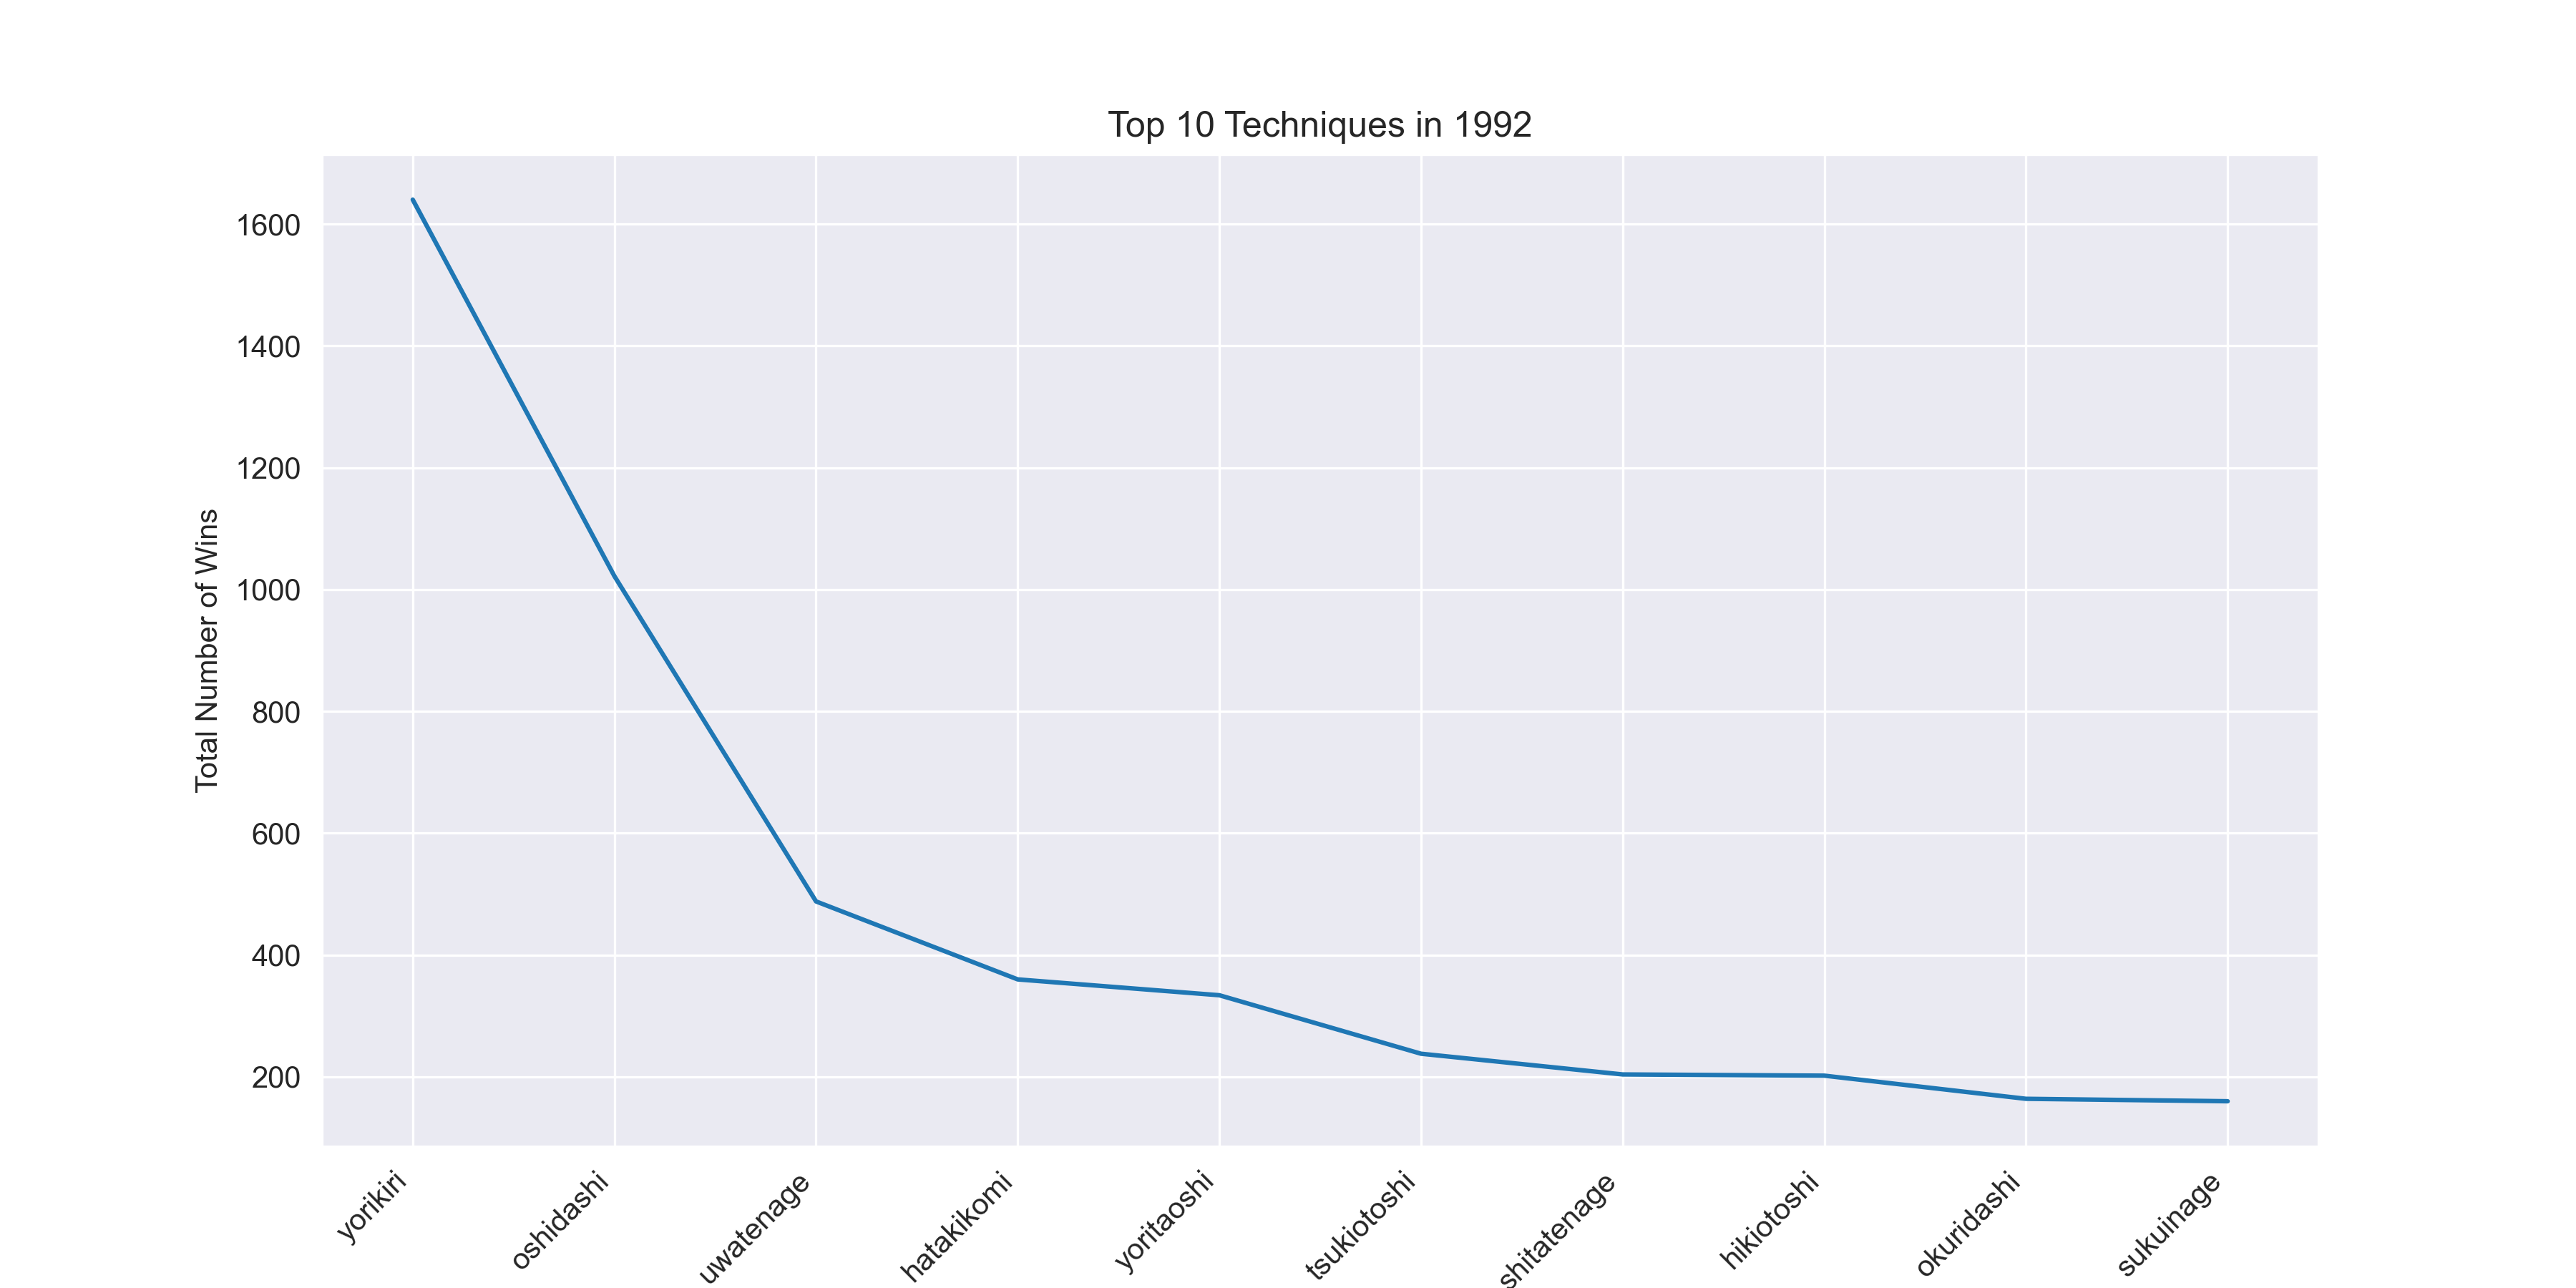 Top 10 Techniques in 1992
Total Number of Wins
1600
1400
1200
1000
800
600
400
200
yorikiri
oshidashi
uwatenage
hatakikomi
yoritaoshi
tsukiotoshi
shitatenage
hikiotoshi
okuridashi
sukuinage